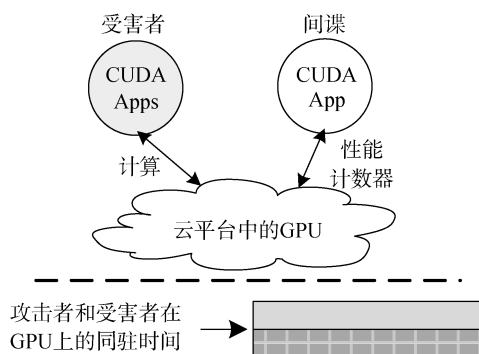 受害者
间谍
CUDA
Apps
CUDA
App
计算
性能
计数器
云平台中的GPU
攻击者和受害者在
GPU上的同驻时间